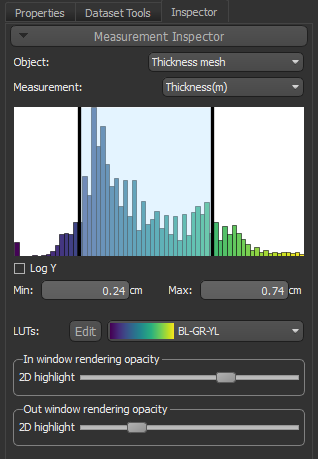 Properties Dataset Tools Inspector
Measurement Inspector
Object: Thickness mesh
Measurement: Thickness(m)
Log Y
Min: 0.24 cm Max: 0.74 cm
LUTs: Edit BL-GR-YL
In window rendering opacity
2D highlight
Out window rendering opacity
2D highlight